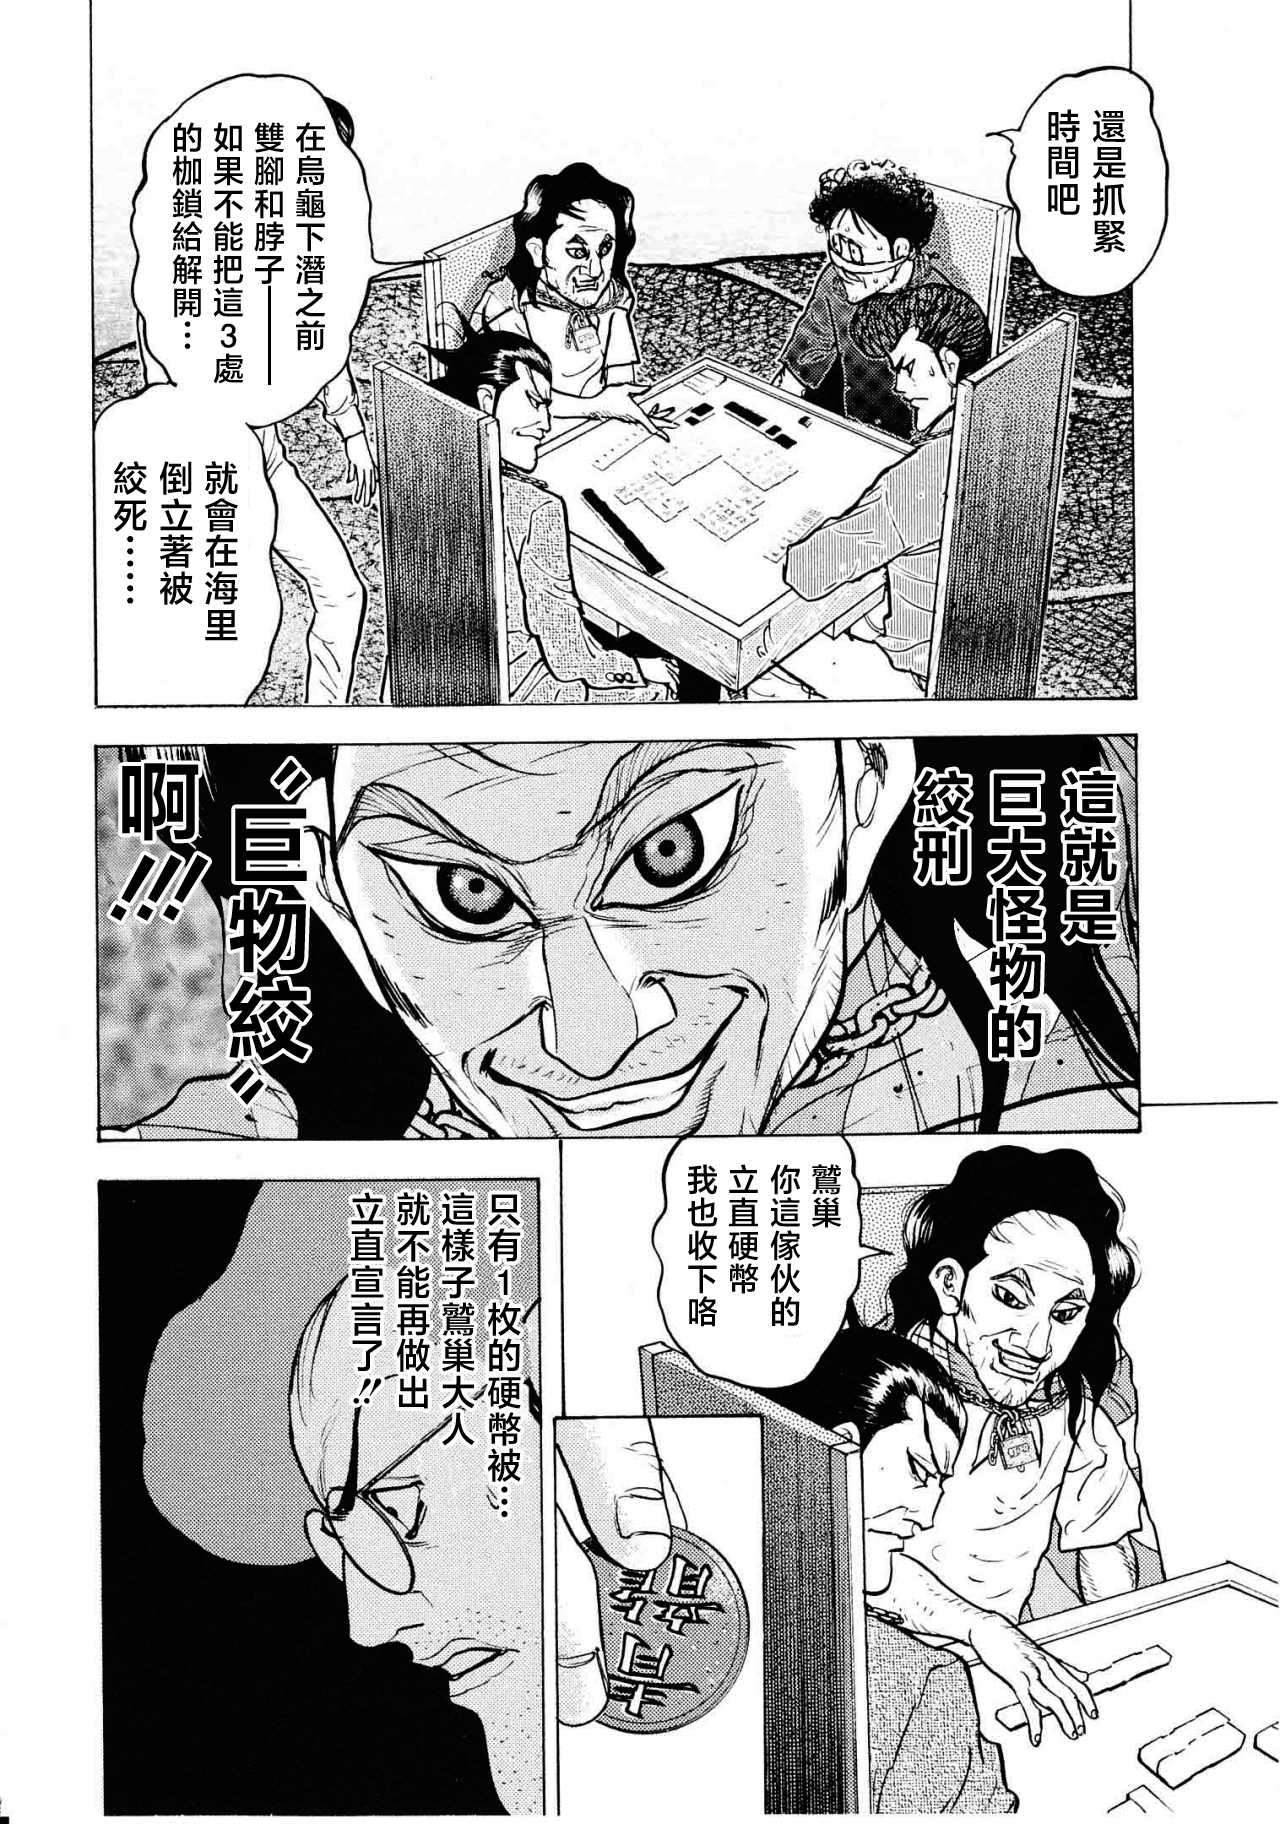 還是抓緊
時間吧
在烏龜下潛之前
雙腳和脖子——
如果不能把這3處
的枷鎖給解開…
就會在海里
倒立著被
絞死……
這就是
巨大怪物的
絞刑
〝巨物絞〟
啊!!!
鷲巢
你這傢伙的
立直硬幣
我也收下咯
只有1枚的硬幣被…
這樣子鷲巢大人
就不能再做出
立直宣言了!!